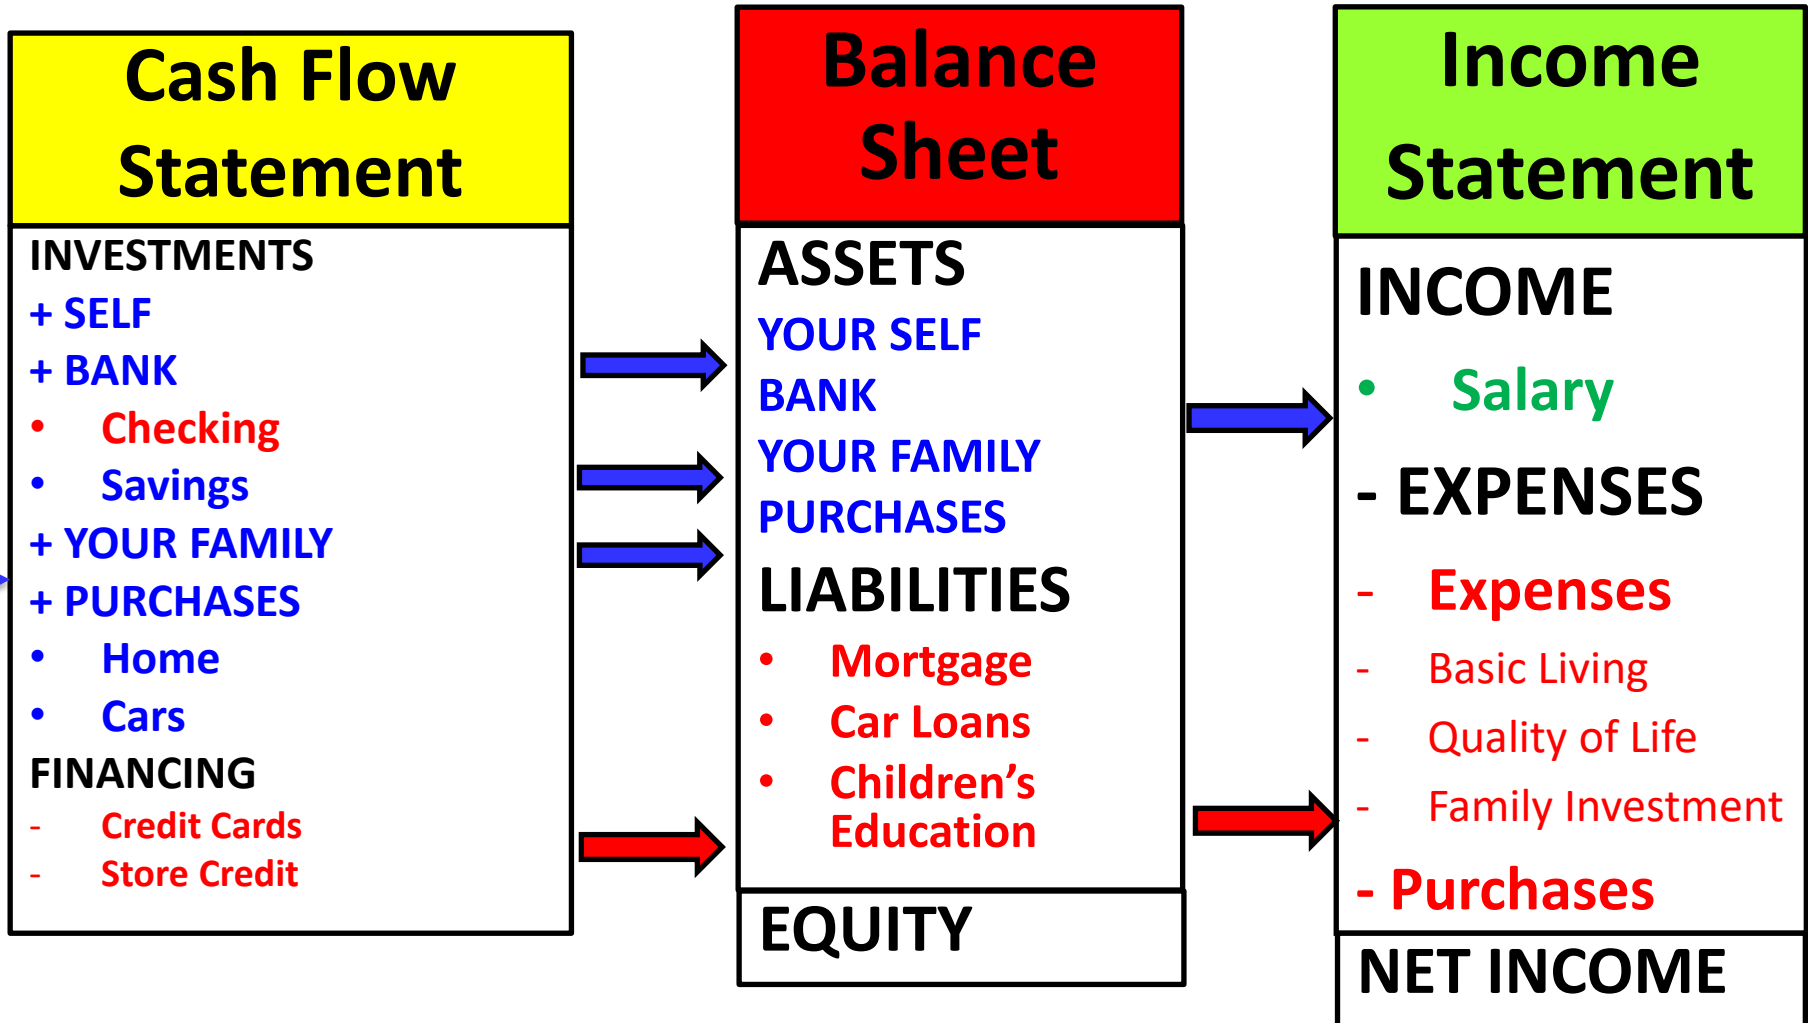 Cash Flow
Statement
INVESTMENTS
+ SELF
+ BANK
• Checking
• Savings
+ YOUR FAMILY
+ PURCHASES
• Home
• Cars
FINANCING
- Credit Cards
- Store Credit
Balance
Sheet
ASSETS
YOUR SELF
BANK
YOUR FAMILY
PURCHASES
LIABILITIES
• Mortgage
• Car Loans
• Children’s
Education
EQUITY
Income
Statement
INCOME
• Salary
- EXPENSES
- Expenses
- Basic Living
- Quality of Life
- Family Investment
- Purchases
NET INCOME